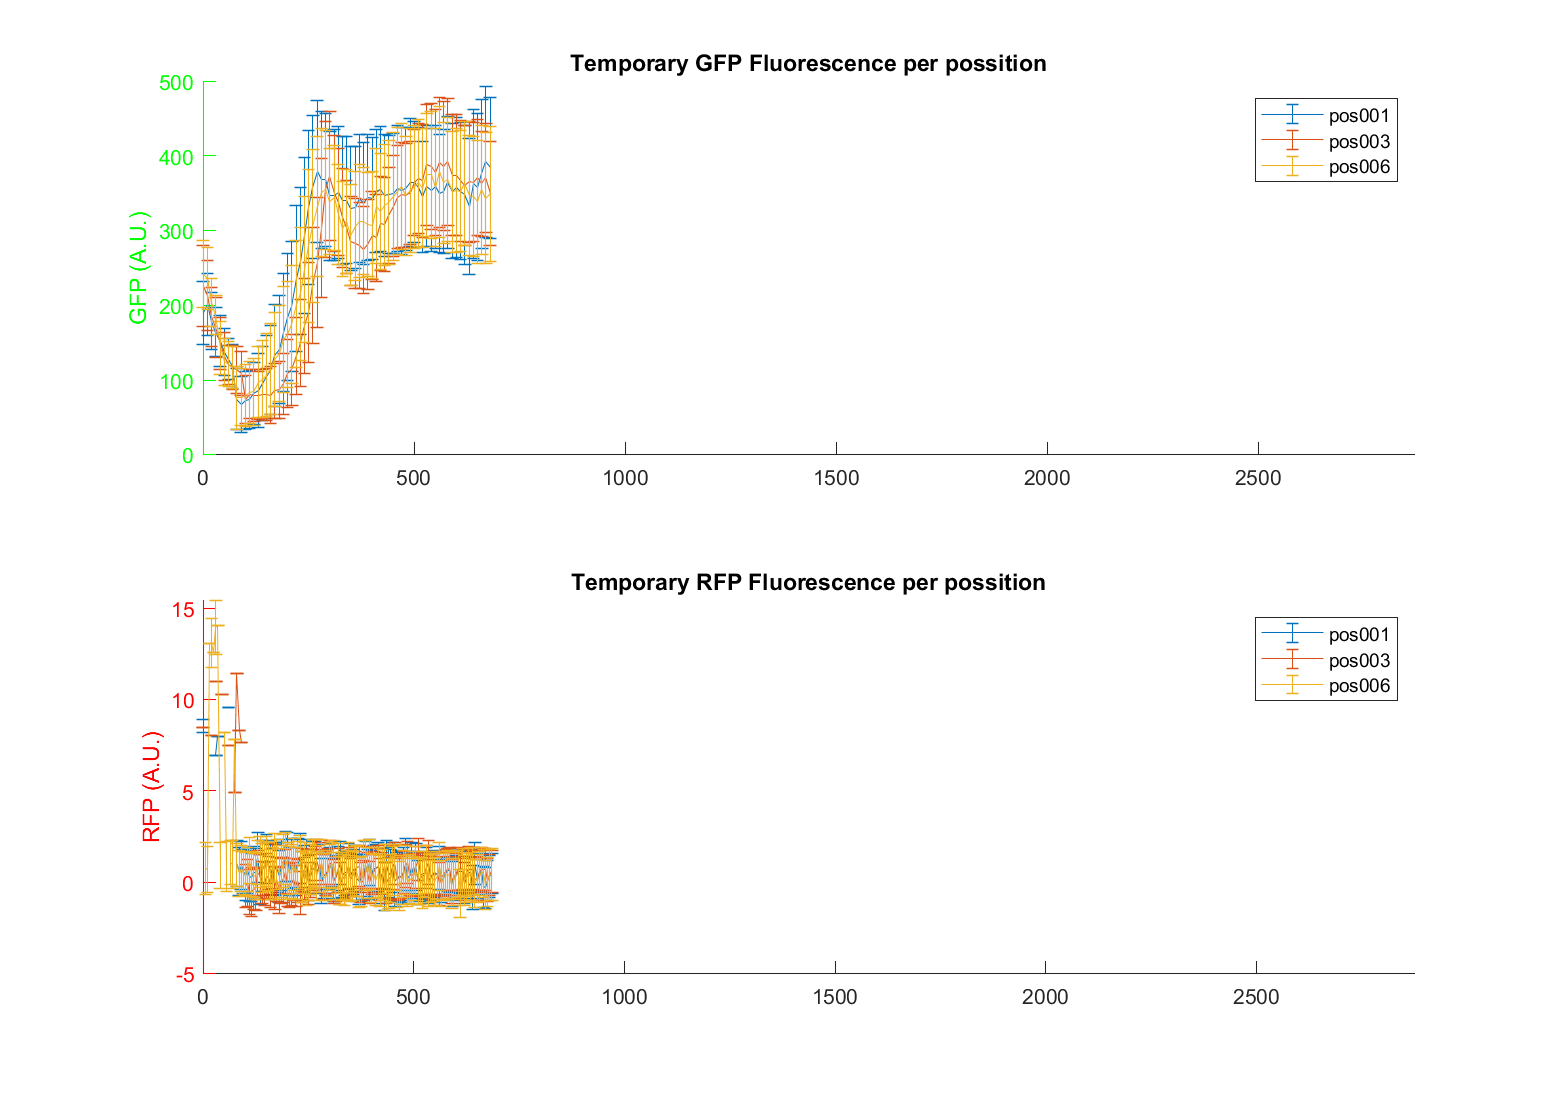 Temporary GFP Fluorescence per possition
500
400
300
200
100
0
GFP (A.U.)
0 500 1000 1500 2000 2500
pos001
pos003
pos006
Temporary RFP Fluorescence per possition
15
10
5
0
-5
RFP (A.U.)
0 500 1000 1500 2000 2500
pos001
pos003
pos006